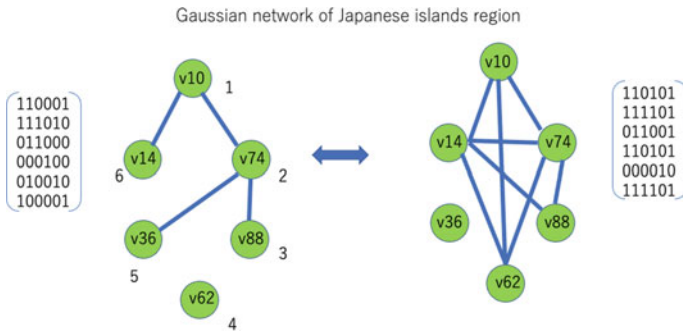 Gaussian network of Japanese islands region
110001
111010
011000
000100
010010
100001
v10
1
v14
6
v74
2
v36
5
v88
3
v62
4
v10
v14
v74
v36
v88
v62
110101
111101
011001
110101
000010
111101